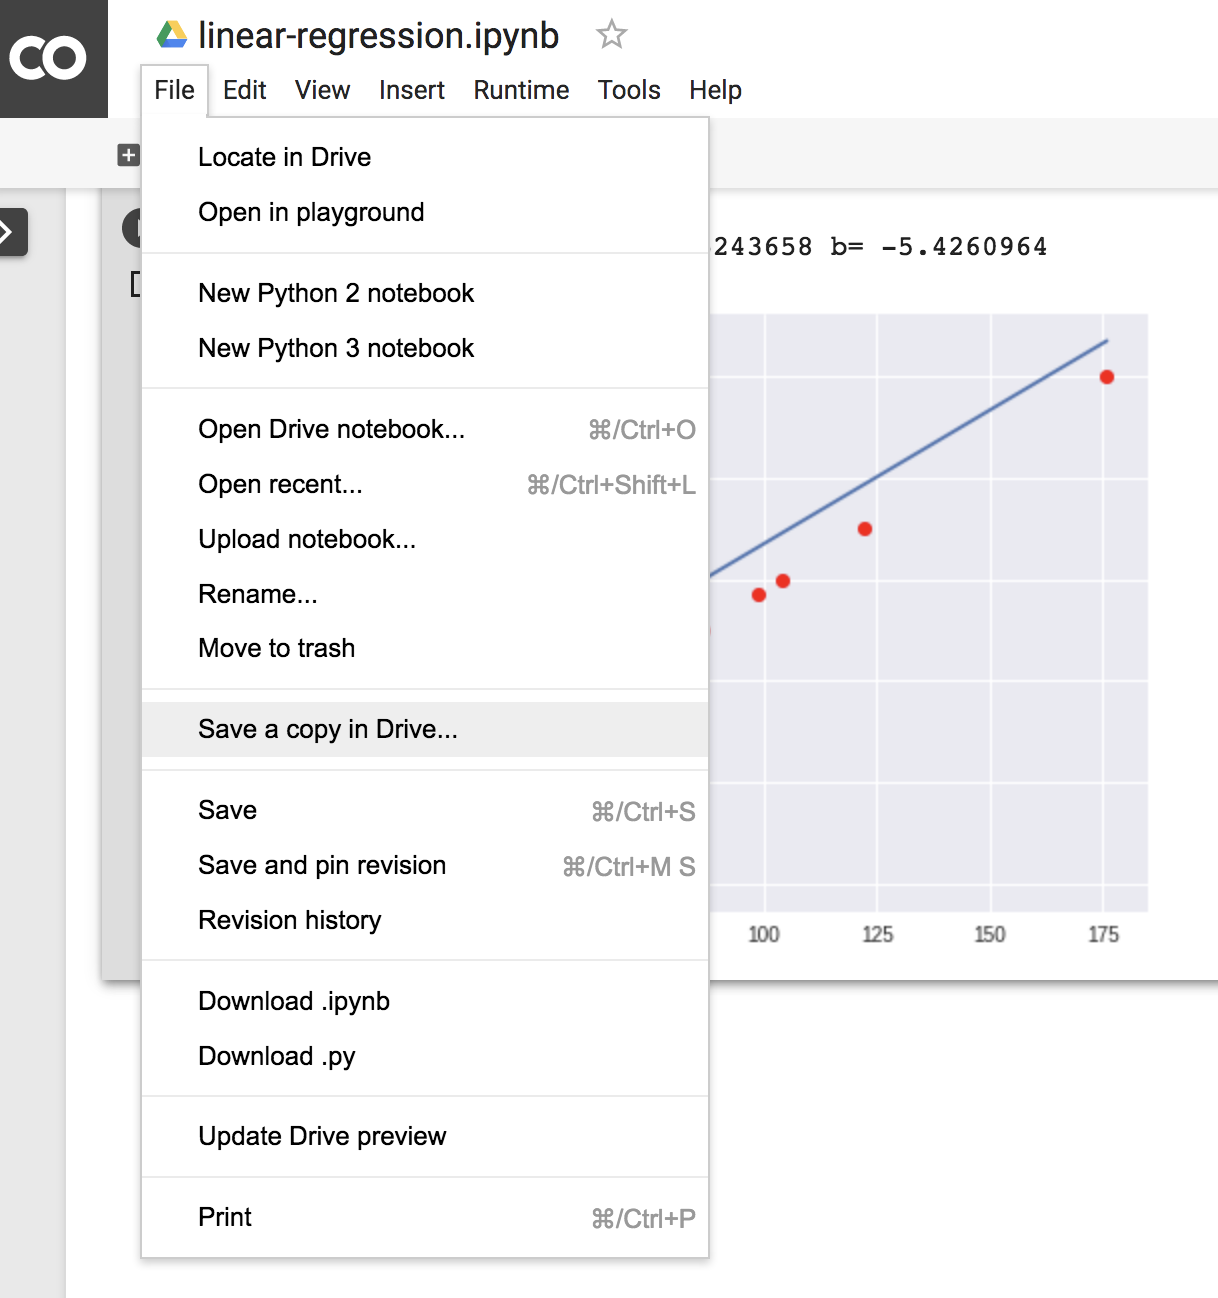 CO
linear-regression.ipynb
File Edit View Insert Runtime Tools Help
Locate in Drive
Open in playground
243658 b= -5.4260964
New Python 2 notebook
New Python 3 notebook
Open Drive notebook... ⌘/Ctrl+O
Open recent... ⌘/Ctrl+Shift+L
Upload notebook...
Rename...
Move to trash
Save a copy in Drive...
Save ⌘/Ctrl+S
Save and pin revision ⌘/Ctrl+M S
Revision history
100 125 150 175
Download .ipynb
Download .py
Update Drive preview
Print ⌘/Ctrl+P